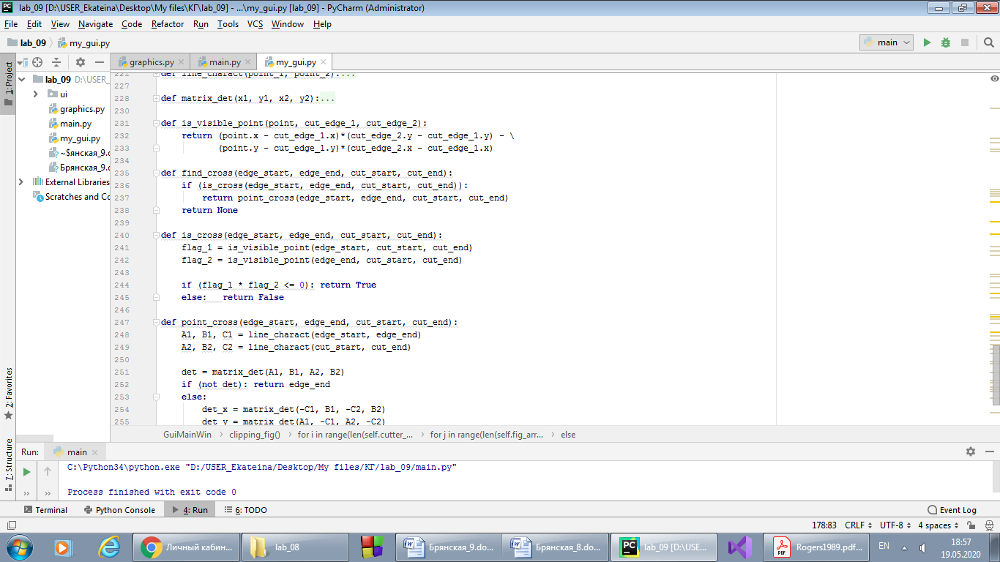 lab_09 [D:\USER_Ekateina\Desktop\My files\КГ\lab_09] - ...\my_gui.py [lab_09] - PyCharm (Administrator)
File Edit View Navigate Code Refactor Run Tools VCS Window Help
lab_09 my_gui.py main
1: Project
graphics.py main.py my_gui.py
lab_09 D:\USER_
ui
graphics.py
main.py
my_gui.py
~$янская_9.d
Брянская_9.d
External Libraries
Scratches and Co
221 def line_charact(point_1, point_2):...
227
228 def matrix_det(x1, y1, x2, y2):...
230
231 def is_visible_point(point, cut_edge_1, cut_edge_2):
232 return (point.x - cut_edge_1.x)*(cut_edge_2.y - cut_edge_1.y) - \
233 (point.y - cut_edge_1.y)*(cut_edge_2.x - cut_edge_1.x)
234
235 def find_cross(edge_start, edge_end, cut_start, cut_end):
236 if (is_cross(edge_start, edge_end, cut_start, cut_end)):
237 return point_cross(edge_start, edge_end, cut_start, cut_end)
238 return None
239
240 def is_cross(edge_start, edge_end, cut_start, cut_end):
241 flag_1 = is_visible_point(edge_start, cut_start, cut_end)
242 flag_2 = is_visible_point(edge_end, cut_start, cut_end)
243
244 if (flag_1 * flag_2 <= 0): return True
245 else: return False
246
247 def point_cross(edge_start, edge_end, cut_start, cut_end):
248 A1, B1, C1 = line_charact(edge_start, edge_end)
249 A2, B2, C2 = line_charact(cut_start, cut_end)
250
251 det = matrix_det(A1, B1, A2, B2)
252 if (not det): return edge_end
253 else:
254 det_x = matrix_det(-C1, B1, -C2, B2)
255 det_y = matrix_det(A1, -C1, A2, -C2)
GuiMainWin clipping_fig() for i in range(len(self.cutter_... for j in range(len(self.fig_arr... else
2: Favorites
7: Structure
Run: main
C:\Python34\python.exe "D:/USER_Ekateina/Desktop/My files/КГ/lab_09/main.py"
Process finished with exit code 0
Terminal Python Console 4: Run 6: TODO Event Log
178:83 CRLF UTF-8 4 spaces
Личный кабин... lab_08 Брянская_9.do... Брянская_8.do... lab_09 [D:\USE... Rogers1989.pdf... EN 18:57
19.05.2020